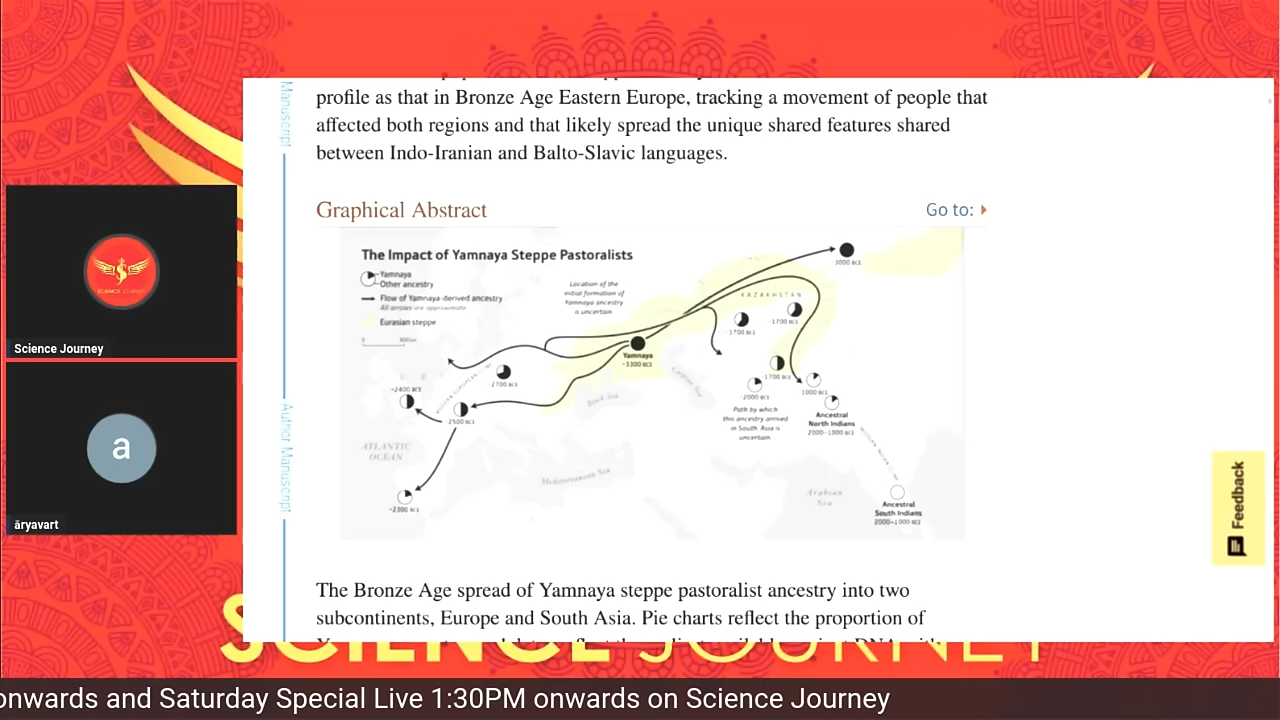 profile as that in Bronze Age Eastern Europe, tracking a movement of people that
affected both regions and that likely spread the unique shared features shared
between Indo-Iranian and Balto-Slavic languages.
Manuscript
Graphical Abstract
Go to:
The Impact of Yamnaya Steppe Pastoralists
Yamnaya
Other ancestry
Flow of Yamnaya-derived ancestry
All arrows are approximate
Eurasian steppe
0
Location of the
initial formation of
Yamnaya ancestry
is uncertain
3000 BCE
KAZAKHSTAN
~1700 BCE
~1700 BCE
Yamnaya
~3300 BCE
2700 BCE
~1700 BCE
1000 BCE
~2400 BCE
~2500 BCE
~2000 BCE
Caspian Sea
Black Sea
Path by which
this ancestry arrived
in South Asia is
uncertain
Ancestral
North Indians
2000–1000 BCE
ATLANTIC
OCEAN
Mediterranean Sea
Arabian
Sea
~2300 BCE
Ancestral
South Indians
2000–1000 BCE
Author Manuscript
Science Journey
a
āryavart
Feedback
The Bronze Age spread of Yamnaya steppe pastoralist ancestry into two
subcontinents, Europe and South Asia. Pie charts reflect the proportion of
SCIENCE JOURNEY
onwards and Saturday Special Live 1:30PM onwards on Science Journey